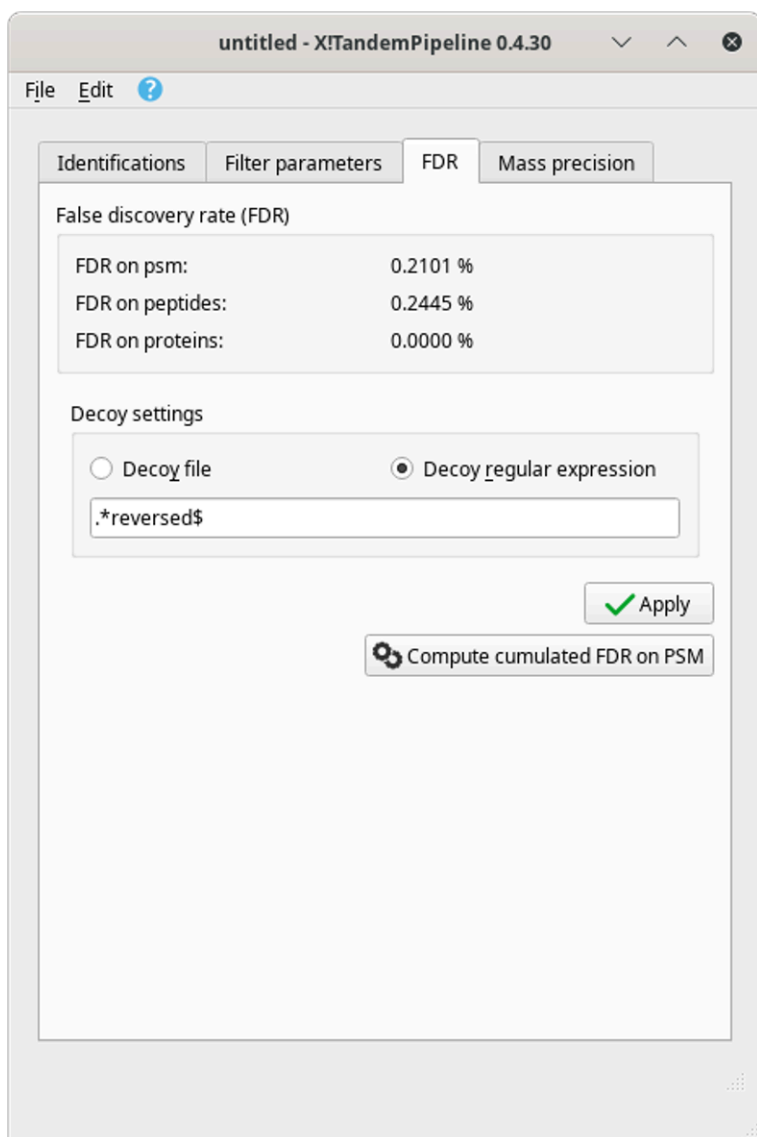 untitled - X!TandemPipeline 0.4.30
File Edit ?
Identifications Filter parameters FDR Mass precision
False discovery rate (FDR)
FDR on psm: 0.2101 %
FDR on peptides: 0.2445 %
FDR on proteins: 0.0000 %
Decoy settings
Decoy file Decoy regular expression
.*reversed$
Apply
Compute cumulated FDR on PSM